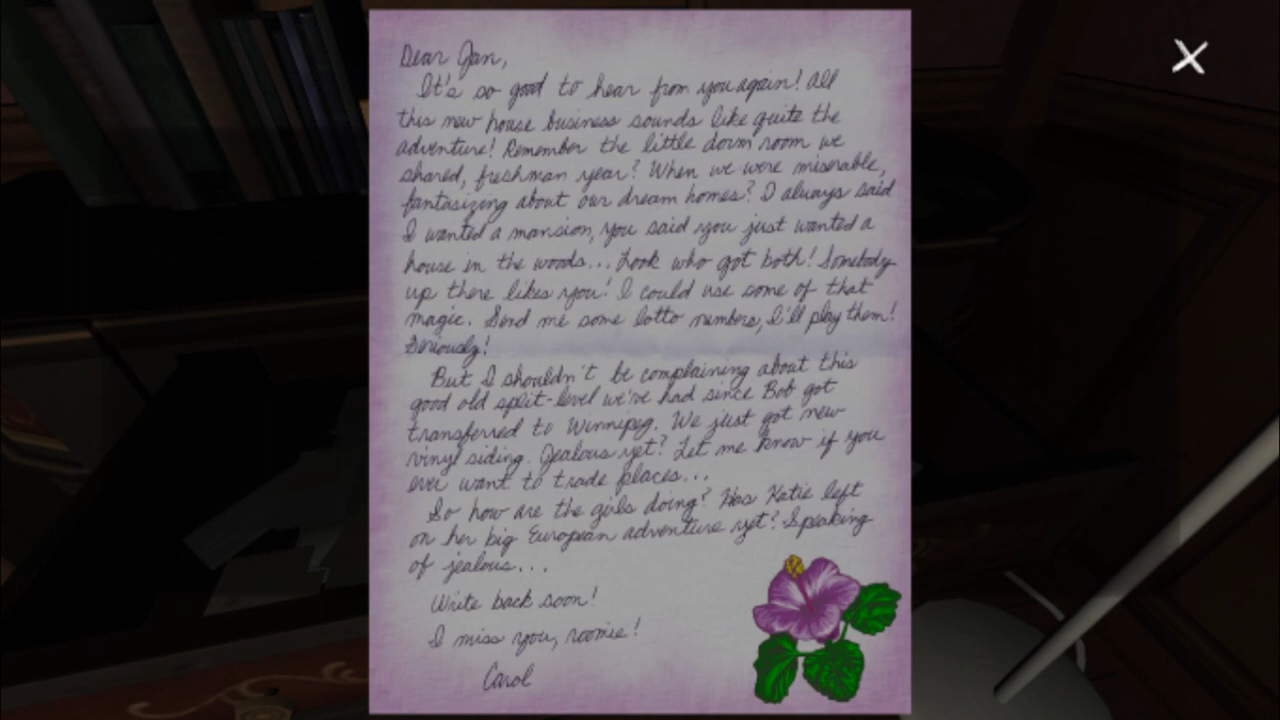 Dear Jan,
It's so good to hear from you again! All
this new house business sounds like quite the
adventure! Remember the little dorm room we
shared, freshman year? When we were miserable,
fantasizing about our dream homes? I always said
I wanted a mansion, you said you just wanted a
house in the woods... Look who got both! Somebody
up there likes you! I could use some of that
magic. Send me some lotto numbers, I'll play them!
Seriously!
But I shouldn't be complaining about this
good old split-level we've had since Bob got
transferred to Winnipeg. We just got new
vinyl siding. Jealous yet? Let me know if you
ever want to trade places...
So how are the girls doing? Has Katie left
on her big European adventure yet? Speaking
of jealous...
Write back soon!
I miss you, roomie!
Carol